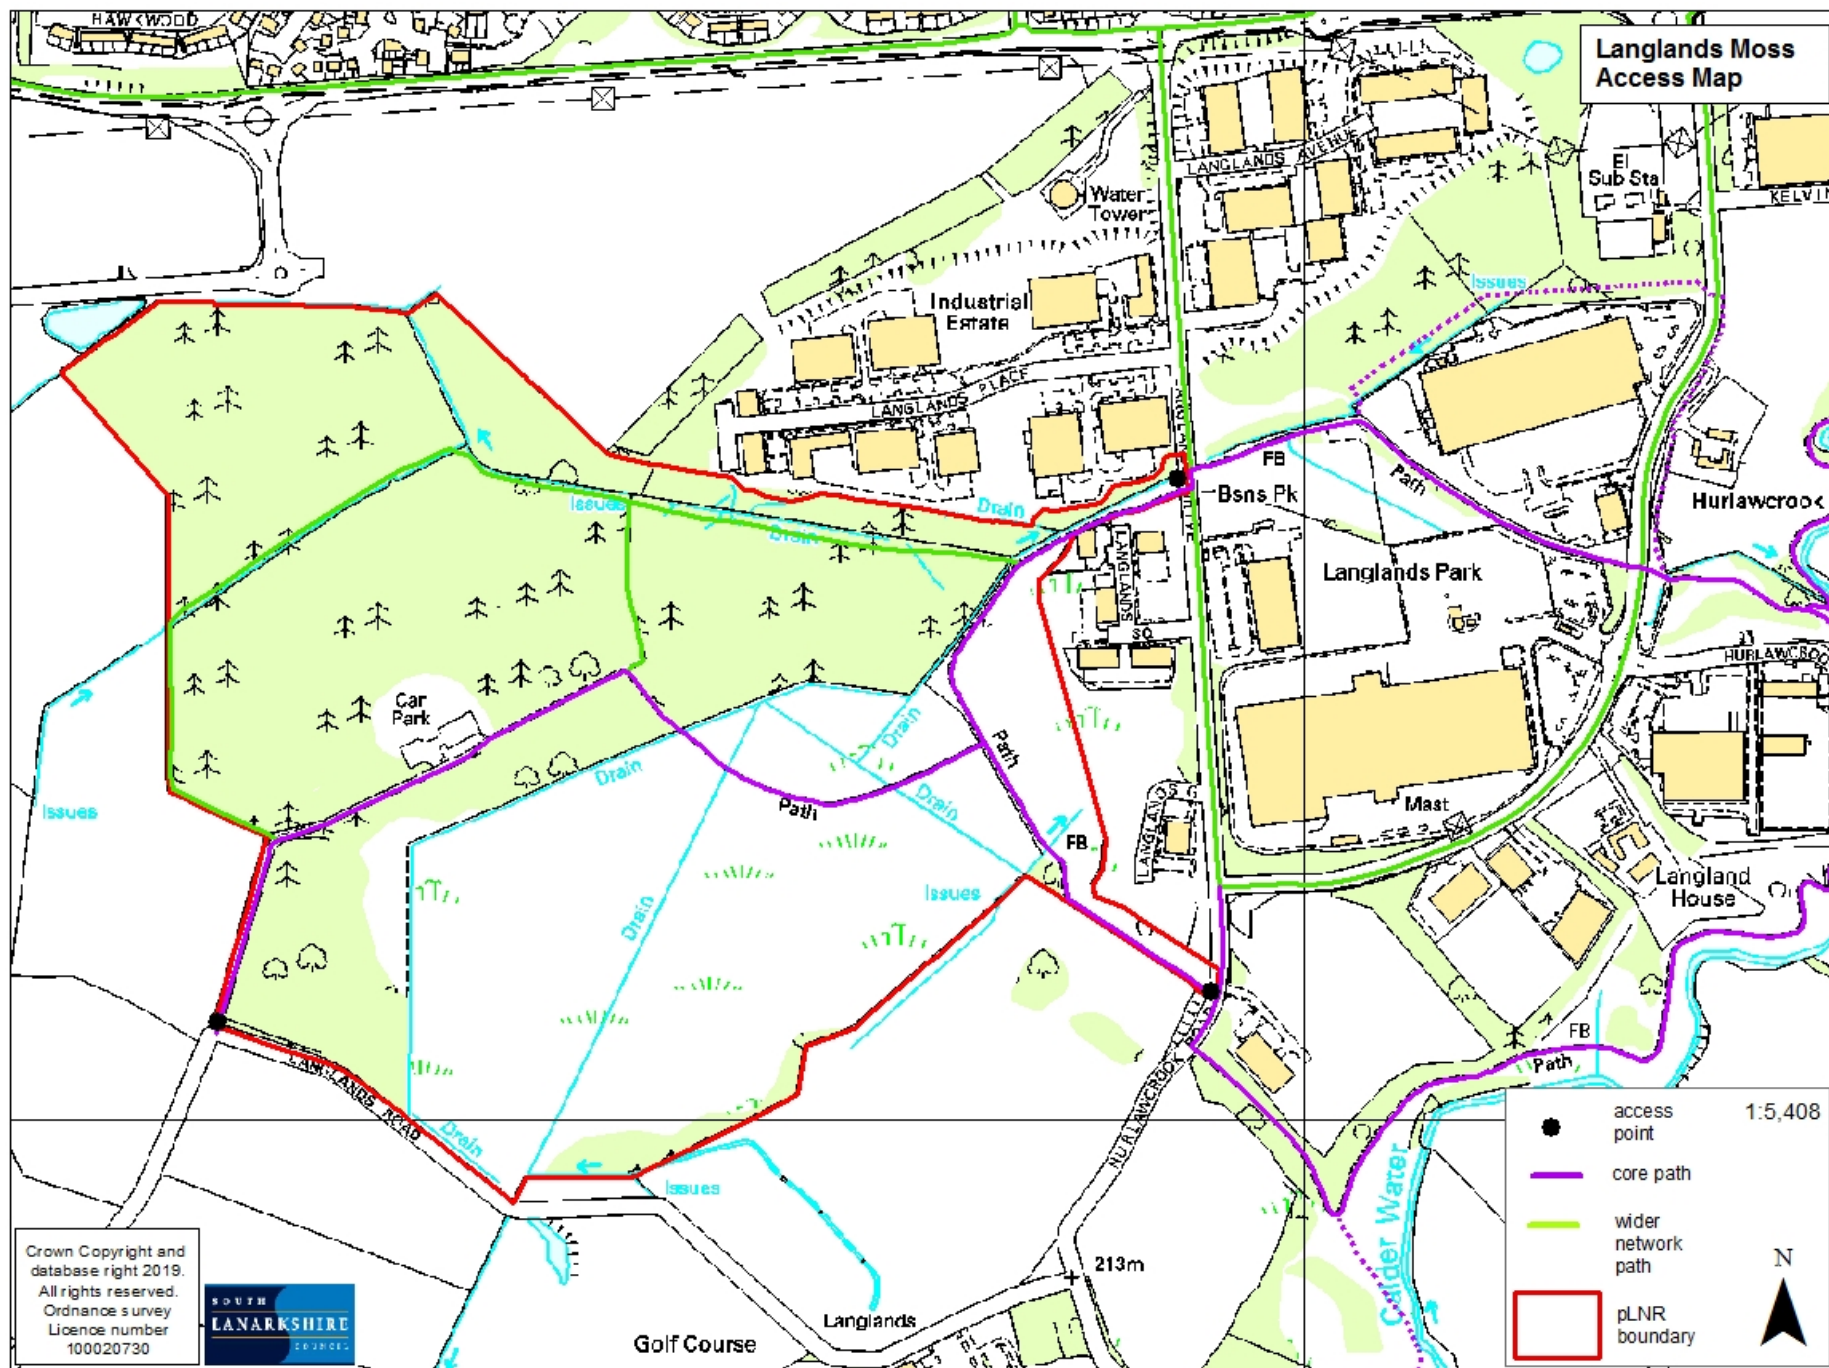 HAWKWOOD
Langlands Moss
Access Map
LANGLANDS AVENUE
El
Sub Sta
KELVIN
Water
Tower
Issues
Industrial
Estate
LANGLANDS PLACE
FB
Path
Bsns Pk
Hurlawcrook
Issues
Drain
Drain
LANGLANDS
SQ
Langlands Park
HURLAWCROO
Car
Park
Drain
Path
Drain
Issues
Drain
Path
Mast
FB
LANGLANDS
Langland
House
Issues
Drain
FB
Path
LANGLANDS ROAD
Drain
HURLAWCROOK ROAD
Issues
Calder Water
213m
Langlands
Golf Course
access
point
1:5,408
core path
wider
network
path
N
pLNR
boundary
Crown Copyright and
database right 2019.
All rights reserved.
Ordnance survey
Licence number
100020730
SOUTH
LANARKSHIRE
COUNCIL